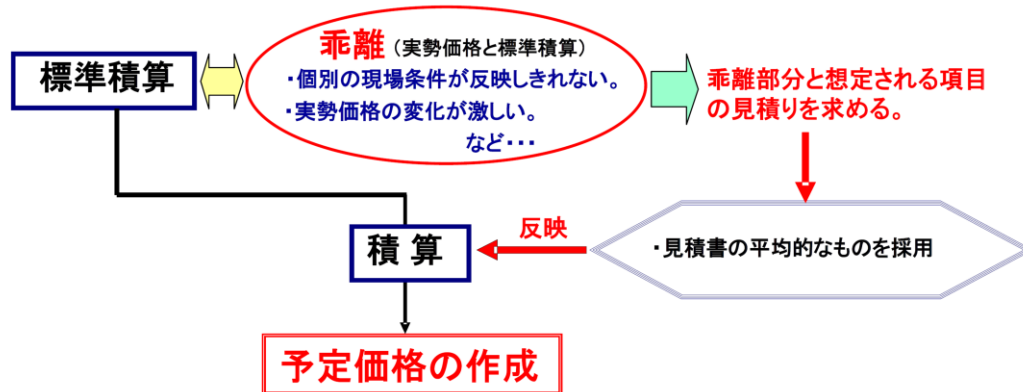 標準積算
乖離（実勢価格と標準積算）
・個別の現場条件が反映しきれない。
・実勢価格の変化が激しい。
など・・・
乖離部分と想定される項目
の見積りを求める。
反映
・見積書の平均的なものを採用
積 算
予定価格の作成